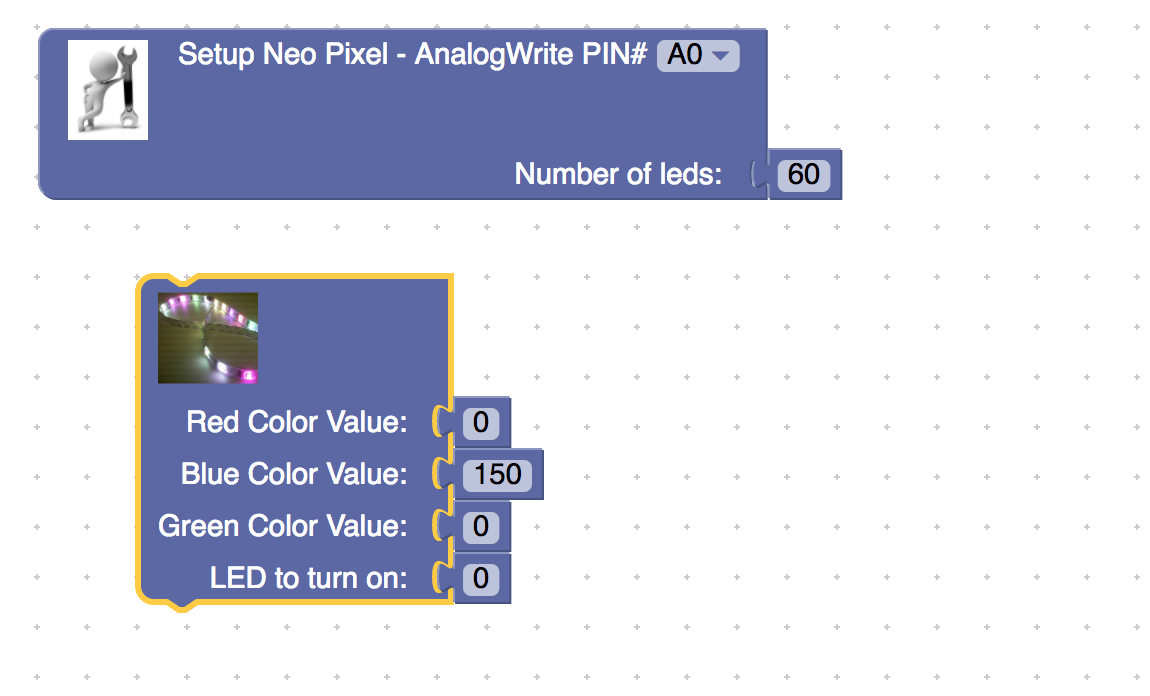 Setup Neo Pixel - AnalogWrite PIN# A0
Number of leds: 60
Red Color Value: 0
Blue Color Value: 150
Green Color Value: 0
LED to turn on: 0